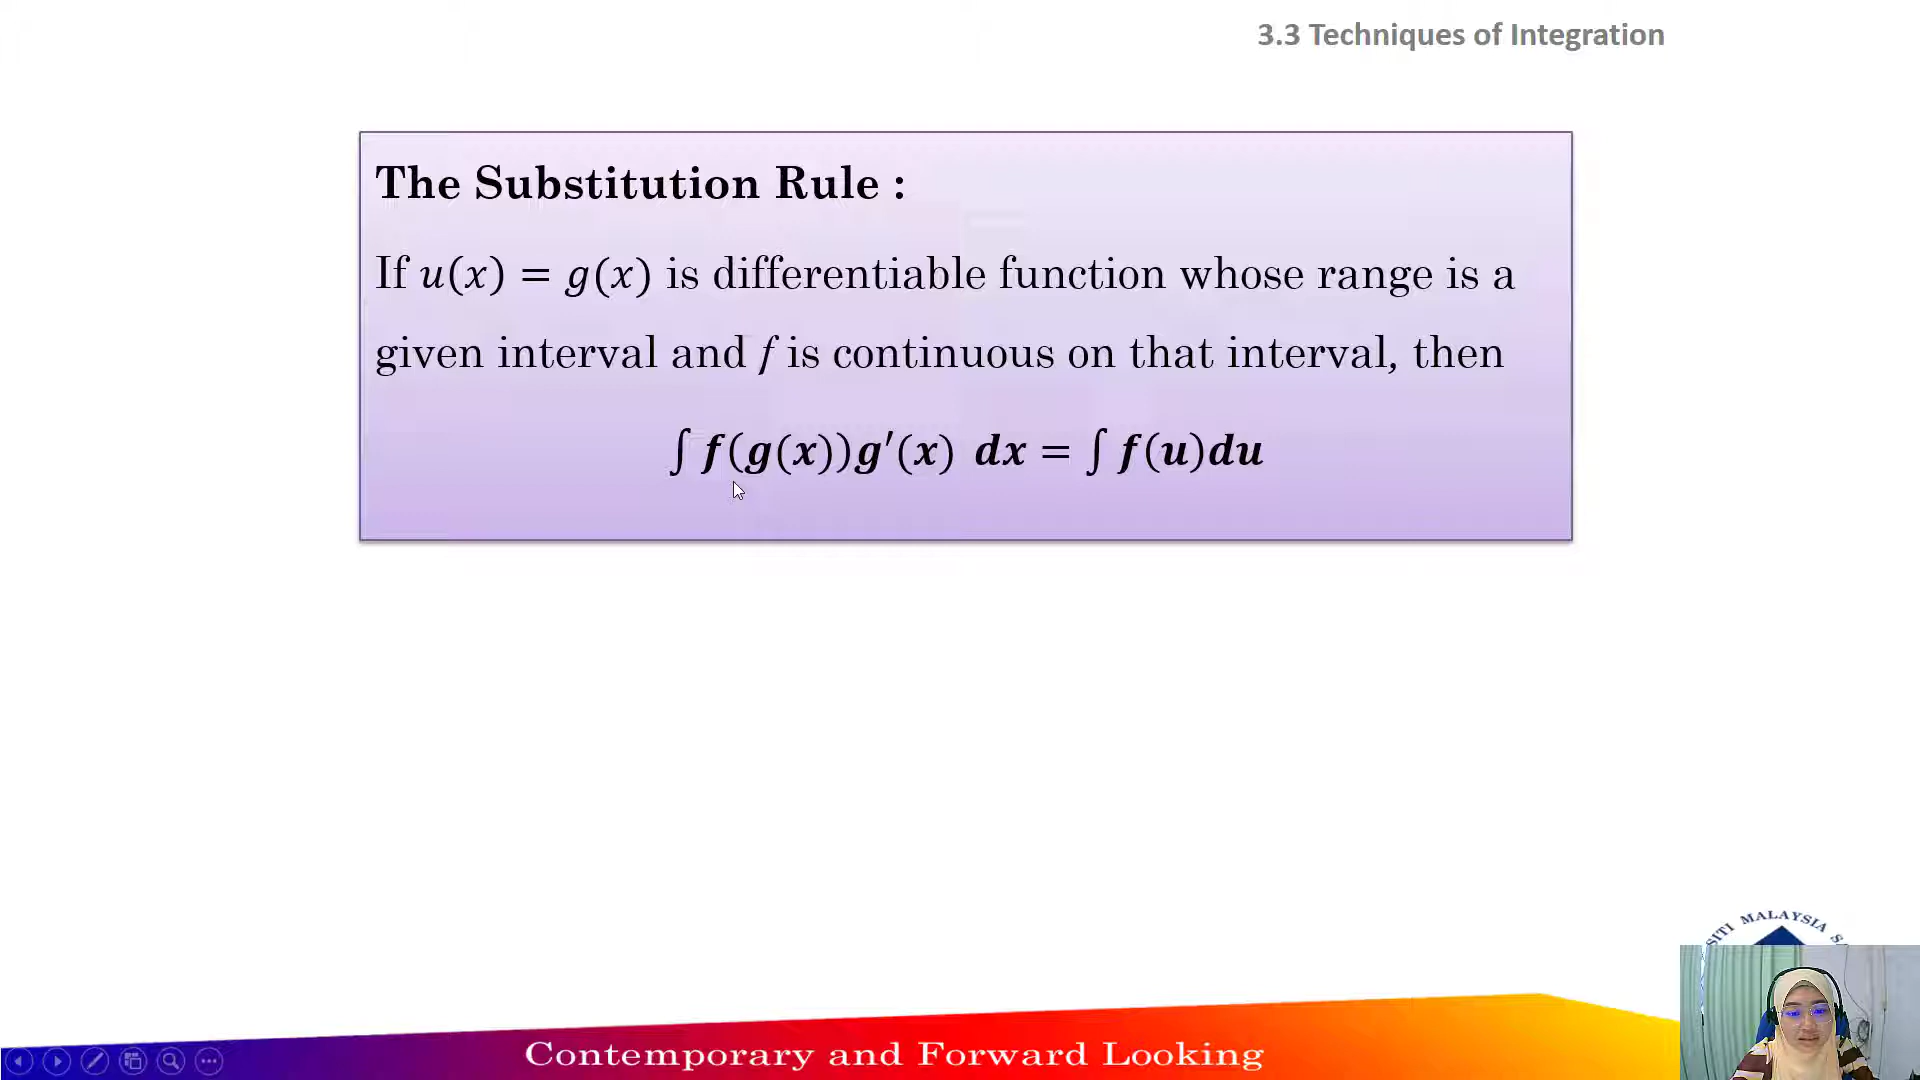 3.3 Techniques of Integration
The Substitution Rule :
If u(x) = g(x) is differentiable function whose range is a
given interval and f is continuous on that interval, then
∫ f(g(x))g′(x) dx = ∫ f(u)du
SITI MALAYSIA
Contemporary and Forward Looking